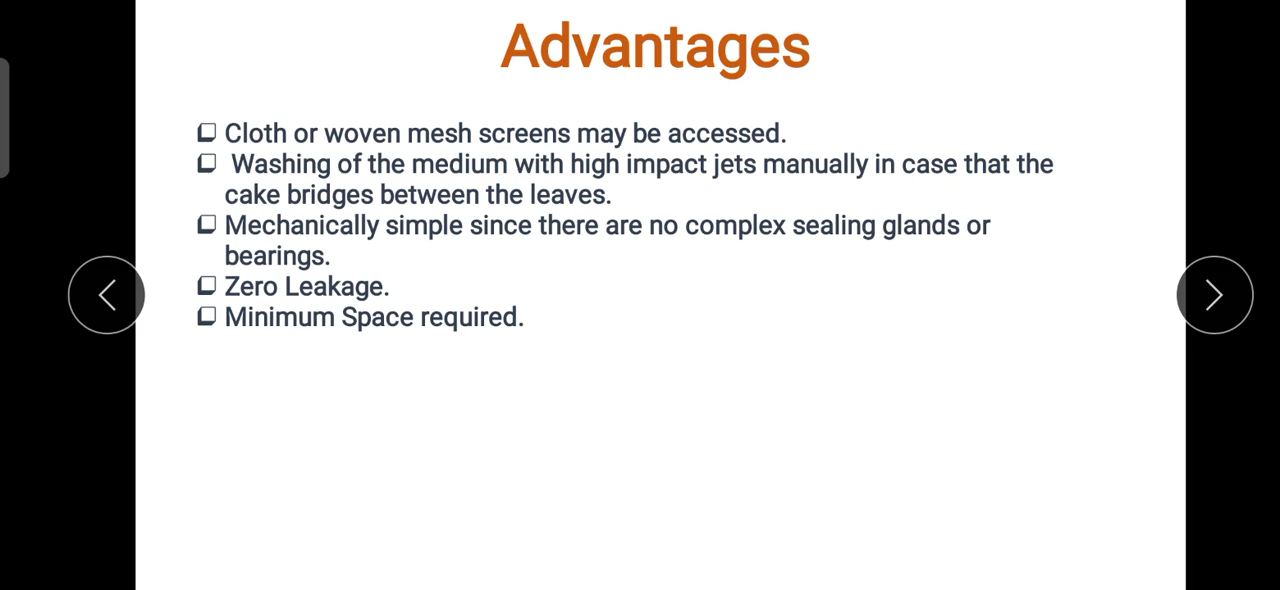 Advantages
❑ Cloth or woven mesh screens may be accessed.
❑ Washing of the medium with high impact jets manually in case that the
cake bridges between the leaves.
❑ Mechanically simple since there are no complex sealing glands or
bearings.
❑ Zero Leakage.
❑ Minimum Space required.